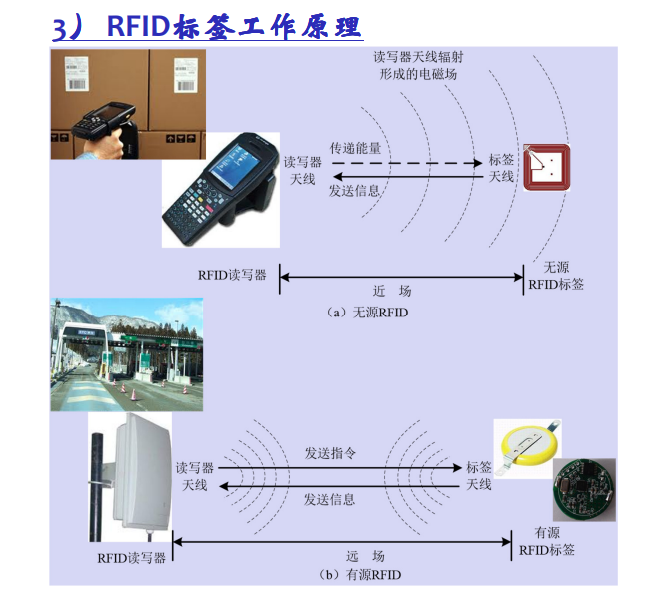 3） RFID标签工作原理
读写器天线辐射
形成的电磁场
读写器
天线
传递能量
发送信息
标签
天线
RFID读写器
近 场
无源
RFID标签
（a）无源RFID
读写器
天线
发送指令
发送信息
标签
天线
有源
RFID标签
RFID读写器
远 场
（b）有源RFID